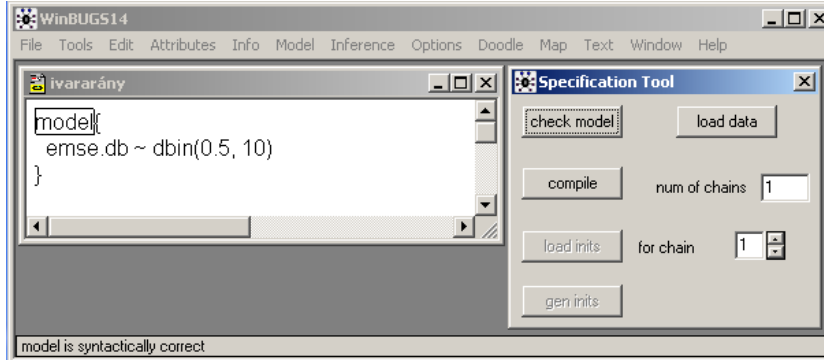 WinBUGS14
File Tools Edit Attributes Info Model Inference Options Doodle Map Text Window Help
ivararány
model{
emse.db ~ dbin(0.5, 10)
}
Specification Tool
check model load data
compile num of chains 1
load inits for chain 1
gen inits
model is syntactically correct